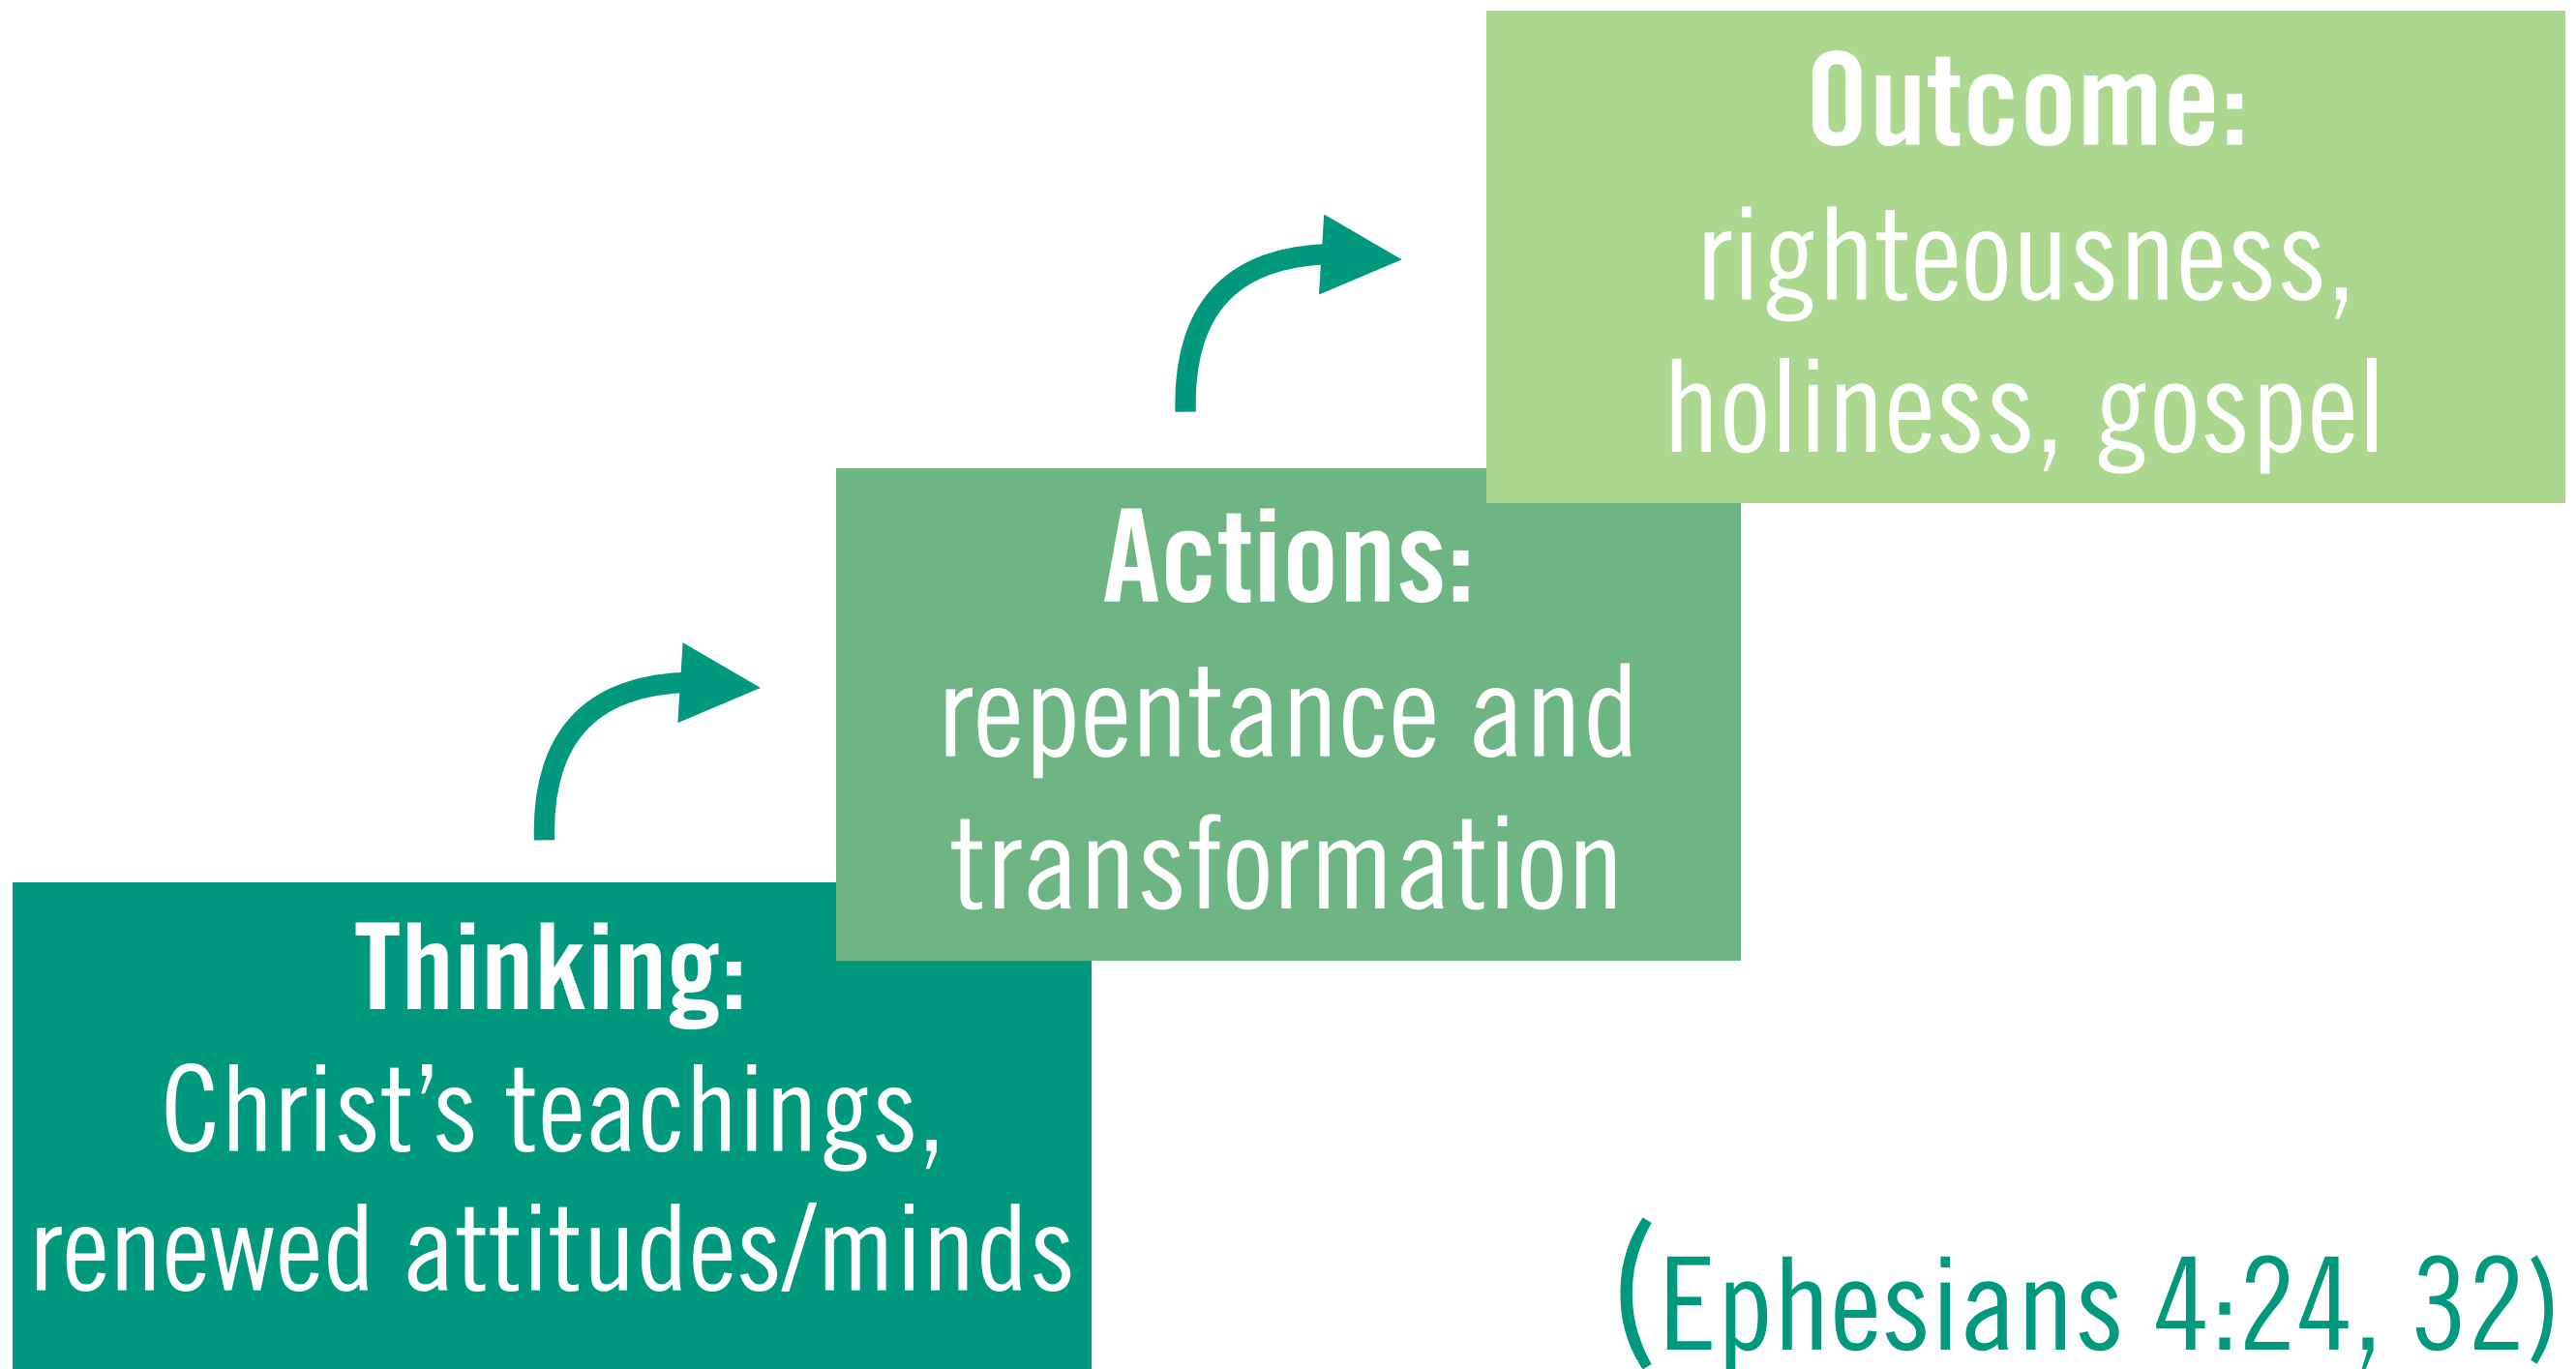 Outcome:
righteousness,
holiness, gospel
Actions:
repentance and
transformation
Thinking:
Christ’s teachings,
renewed attitudes/minds
(Ephesians 4:24, 32)